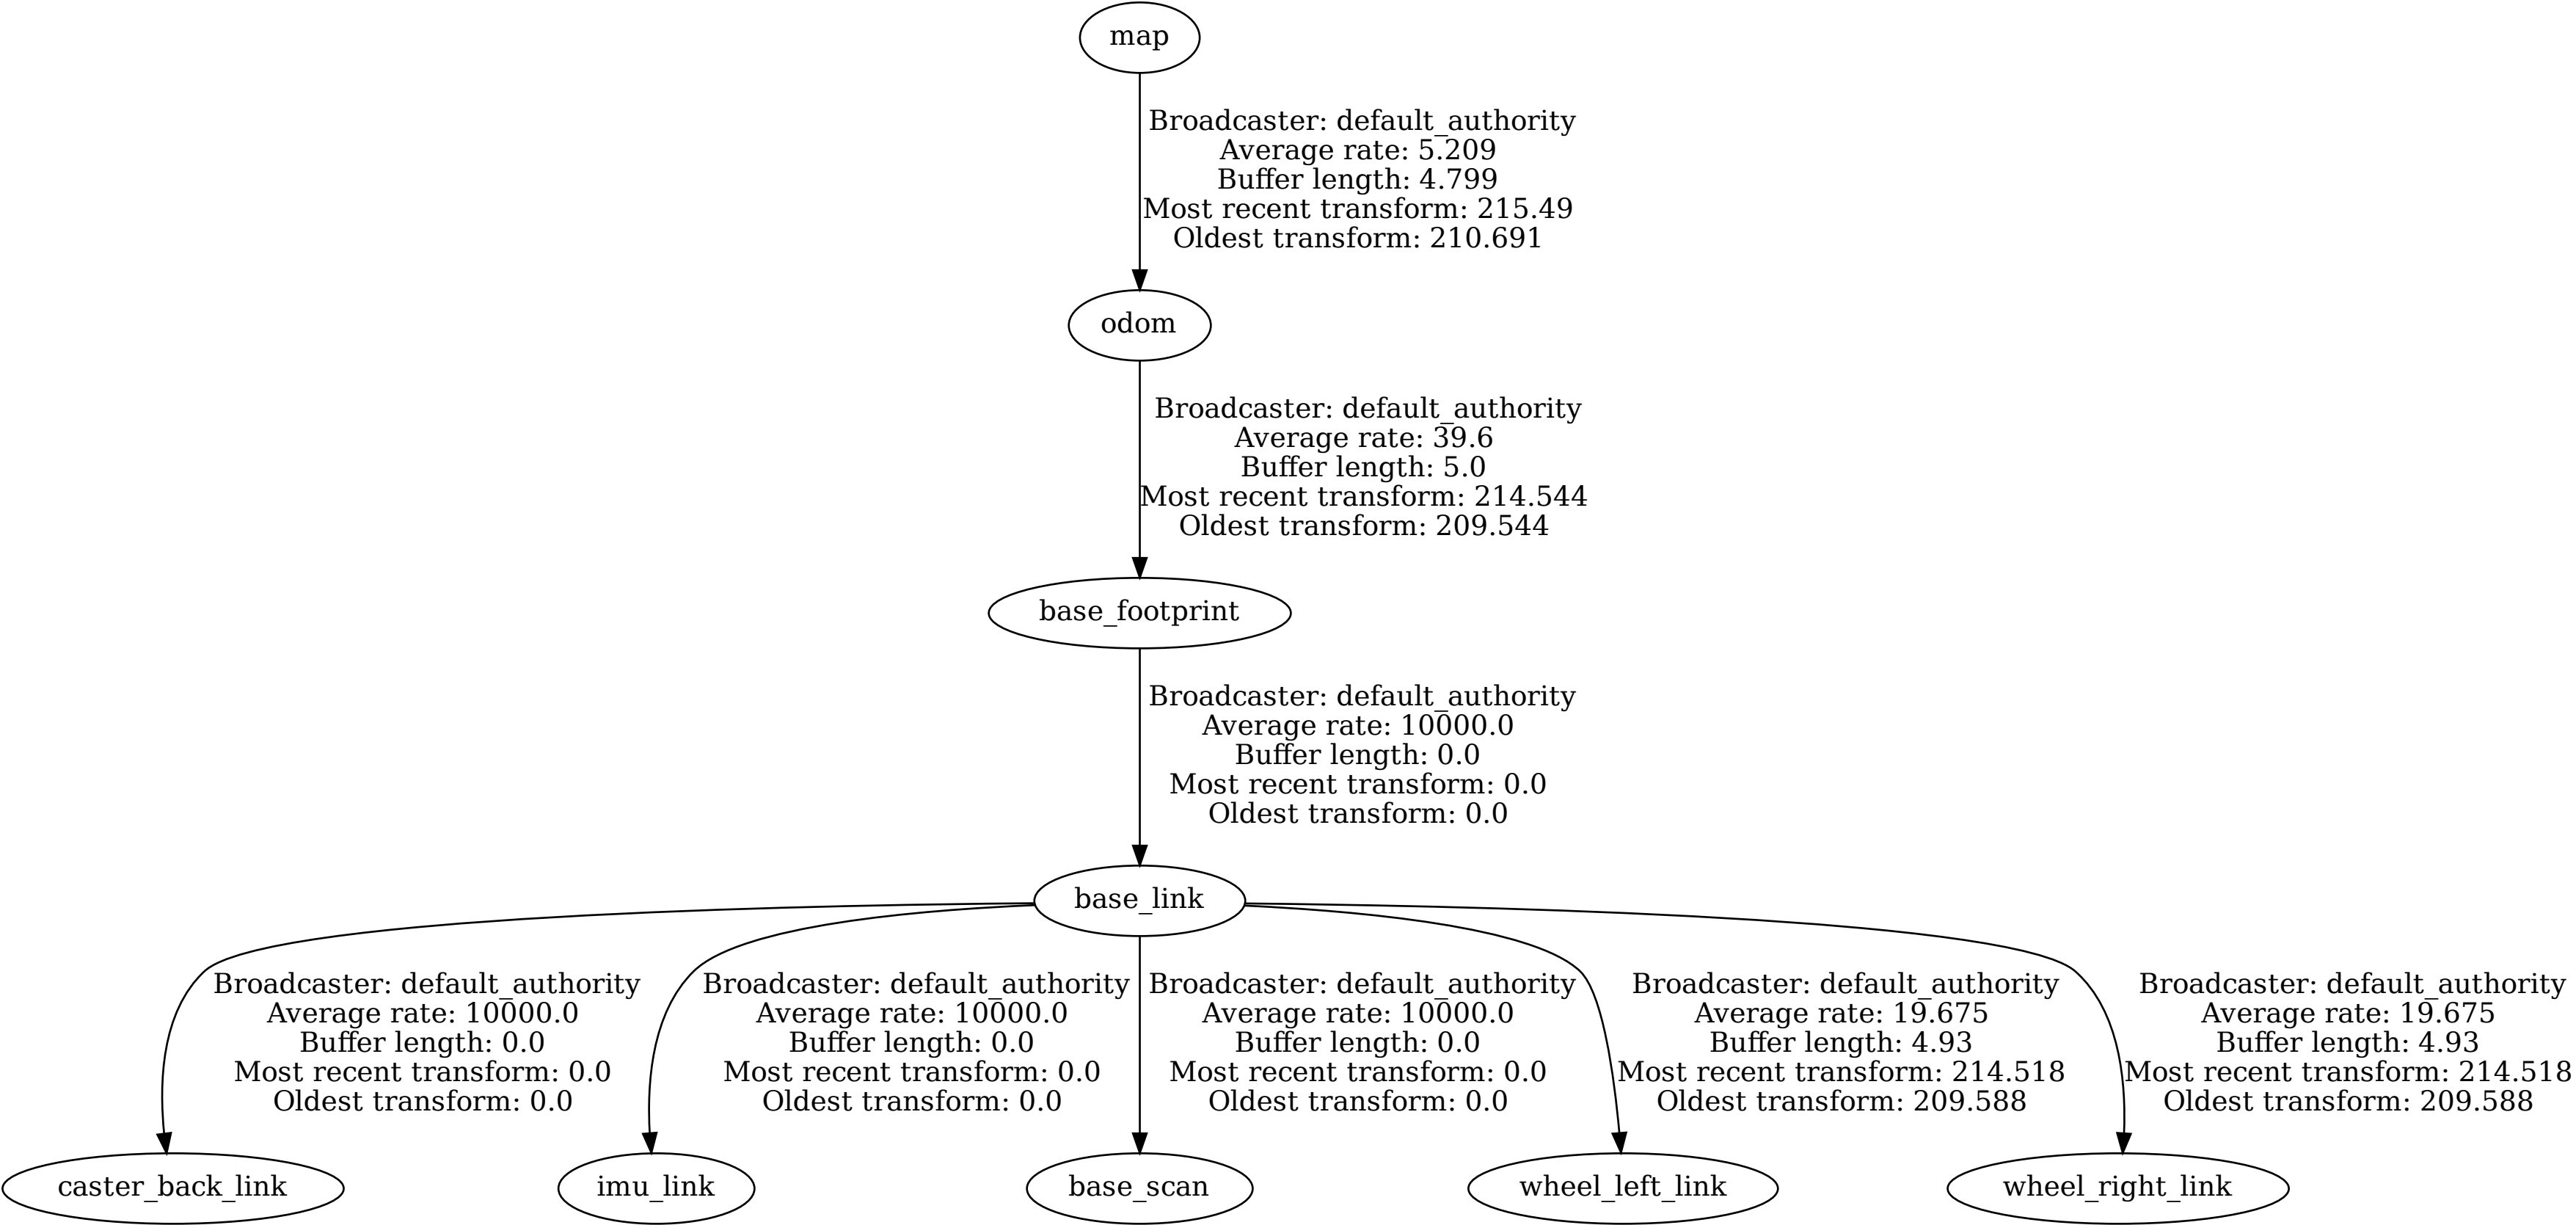 map
Broadcaster: default_authority
Average rate: 5.209
Buffer length: 4.799
Most recent transform: 215.49
Oldest transform: 210.691
odom
Broadcaster: default_authority
Average rate: 39.6
Buffer length: 5.0
Most recent transform: 214.544
Oldest transform: 209.544
base_footprint
Broadcaster: default_authority
Average rate: 10000.0
Buffer length: 0.0
Most recent transform: 0.0
Oldest transform: 0.0
base_link
Broadcaster: default_authority
Average rate: 10000.0
Buffer length: 0.0
Most recent transform: 0.0
Oldest transform: 0.0
Broadcaster: default_authority
Average rate: 10000.0
Buffer length: 0.0
Most recent transform: 0.0
Oldest transform: 0.0
Broadcaster: default_authority
Average rate: 10000.0
Buffer length: 0.0
Most recent transform: 0.0
Oldest transform: 0.0
Broadcaster: default_authority
Average rate: 19.675
Buffer length: 4.93
Most recent transform: 214.518
Oldest transform: 209.588
Broadcaster: default_authority
Average rate: 19.675
Buffer length: 4.93
Most recent transform: 214.518
Oldest transform: 209.588
caster_back_link
imu_link
base_scan
wheel_left_link
wheel_right_link